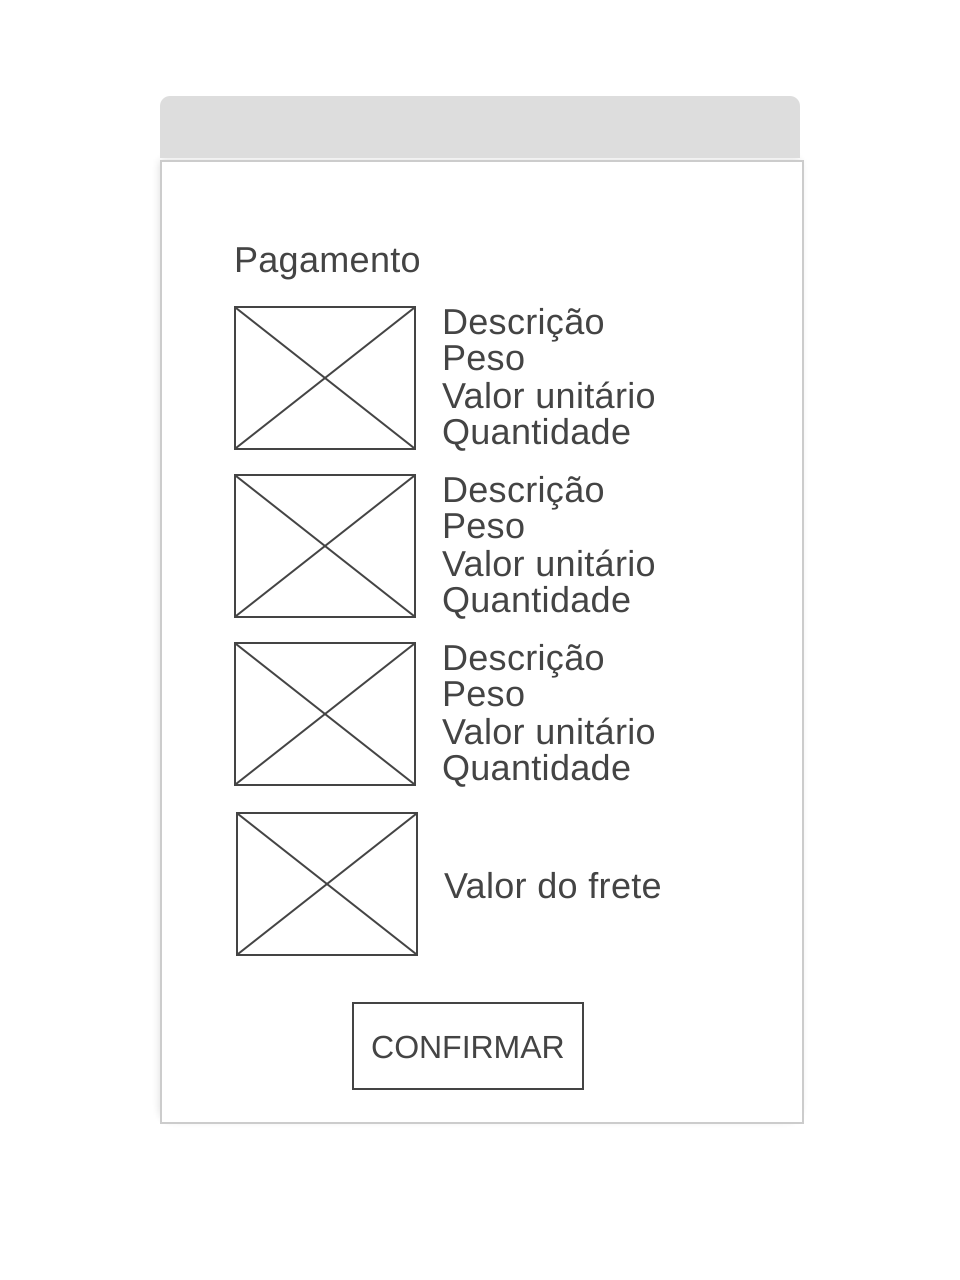 Pagamento
Descrição
Peso
Valor unitário
Quantidade
Descrição
Peso
Valor unitário
Quantidade
Descrição
Peso
Valor unitário
Quantidade
Valor do frete
CONFIRMAR